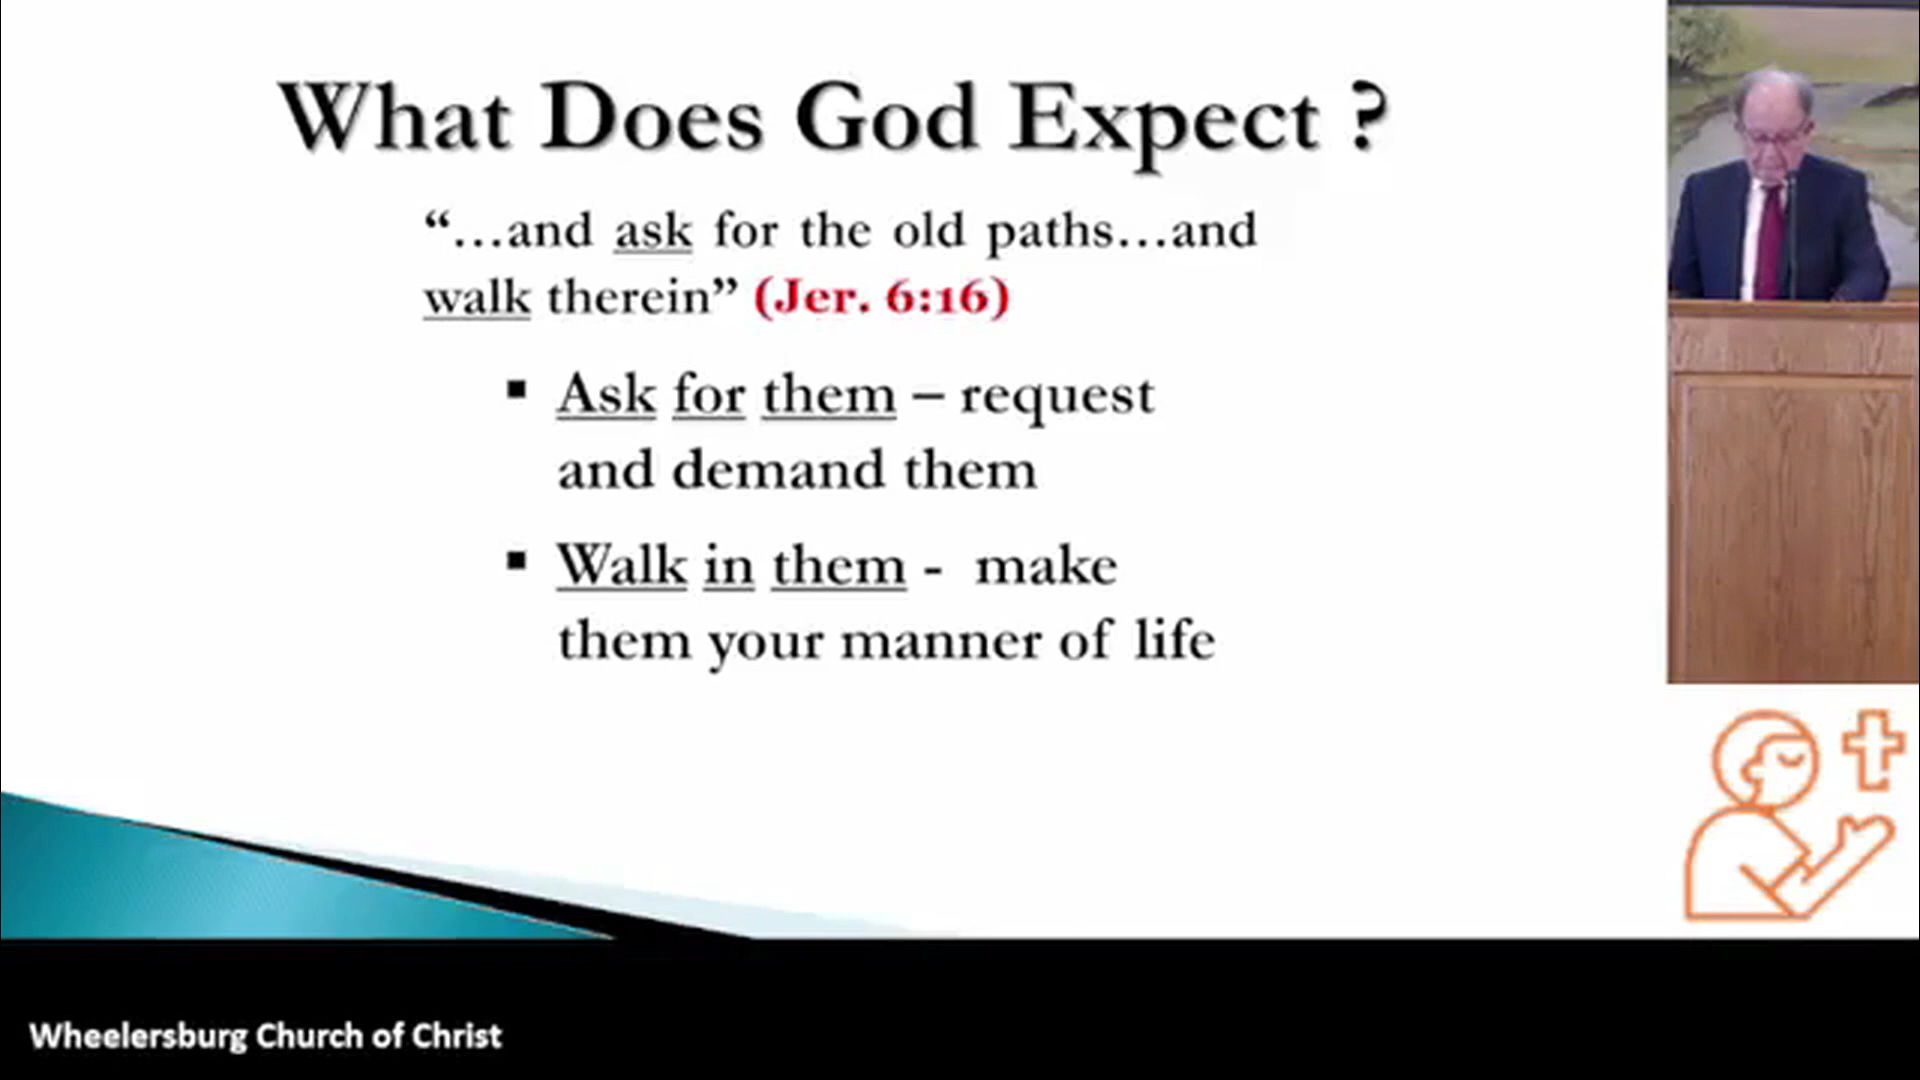 What Does God Expect ?
“...and ask for the old paths...and
walk therein” (Jer. 6:16)
▪ Ask for them – request
and demand them
▪ Walk in them - make
them your manner of life
Wheelersburg Church of Christ